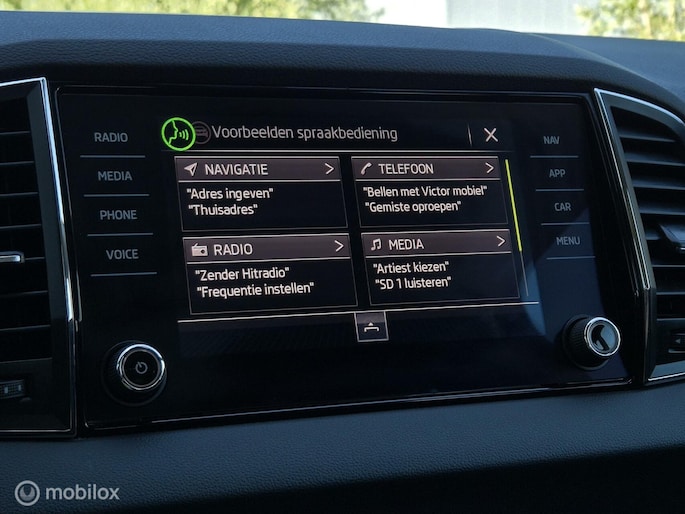 RADIO
MEDIA
PHONE
VOICE
Voorbeelden spraakbediening
NAVIGATIE
"Adres ingeven"
"Thuisadres"
TELEFOON
"Bellen met Victor mobiel"
"Gemiste oproepen"
RADIO
"Zender Hitradio"
"Frequentie instellen"
MEDIA
"Artiest kiezen"
"SD 1 luisteren"
NAV
APP
CAR
MENU
mobilox